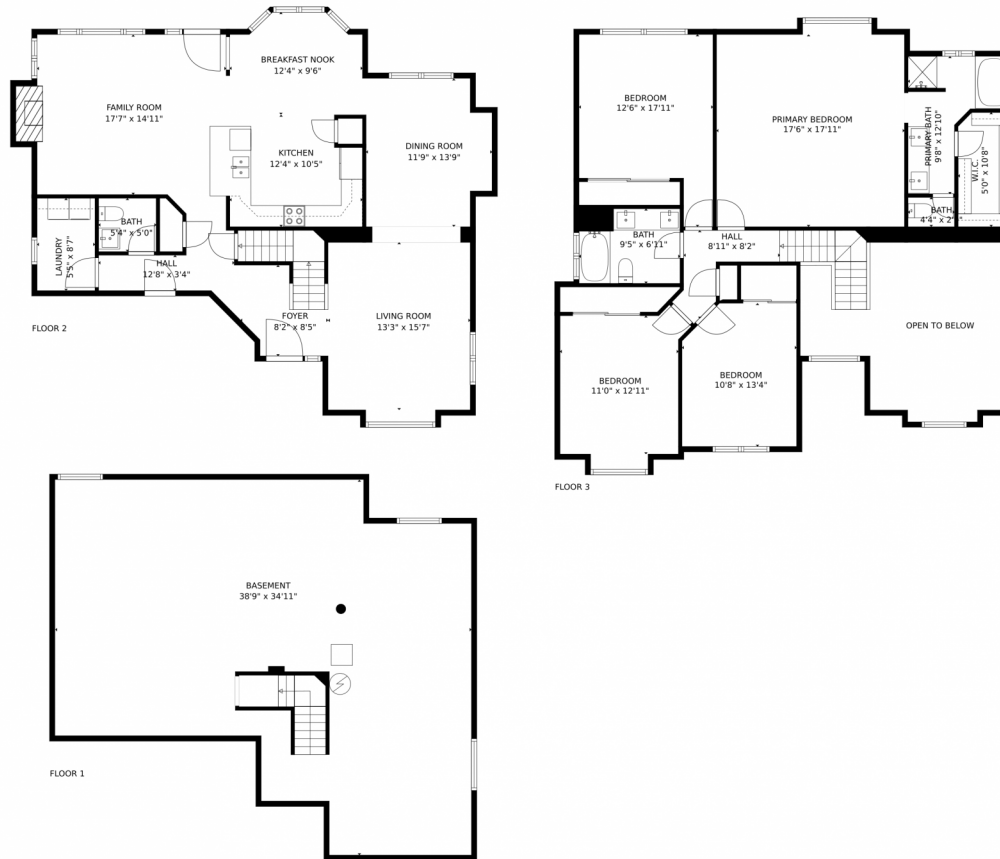 BREAKFAST NOOK
12'4" x 9'6"
FAMILY ROOM
17'7" x 14'11"
KITCHEN
12'4" x 10'5"
DINING ROOM
11'9" x 13'9"
BATH
5'4" x 5'0"
LAUNDRY
5'5" x 8'7"
HALL
12'8" x 3'4"
FOYER
8'2" x 8'5"
LIVING ROOM
13'3" x 15'7"
FLOOR 2
BEDROOM
12'6" x 17'11"
PRIMARY BEDROOM
17'6" x 17'11"
PRIMARY BATH
9'8" x 12'10"
W.I.C.
5'0" x 10'8"
BATH
4'4" x 2'
BATH
9'5" x 6'11"
HALL
8'11" x 8'2"
OPEN TO BELOW
BEDROOM
11'0" x 12'11"
BEDROOM
10'8" x 13'4"
FLOOR 3
BASEMENT
38'9" x 34'11"
FLOOR 1